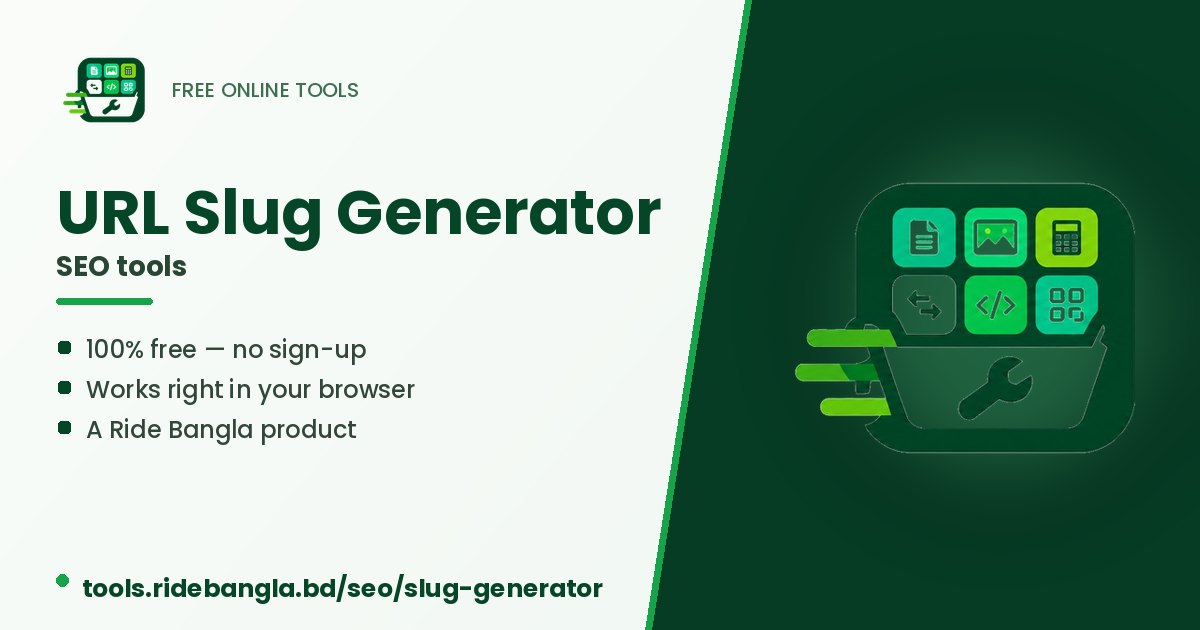 FREE ONLINE TOOLS
URL Slug Generator
SEO tools
100% free — no sign-up
Works right in your browser
A Ride Bangla product
tools.ridebangla.bd/seo/slug-generator